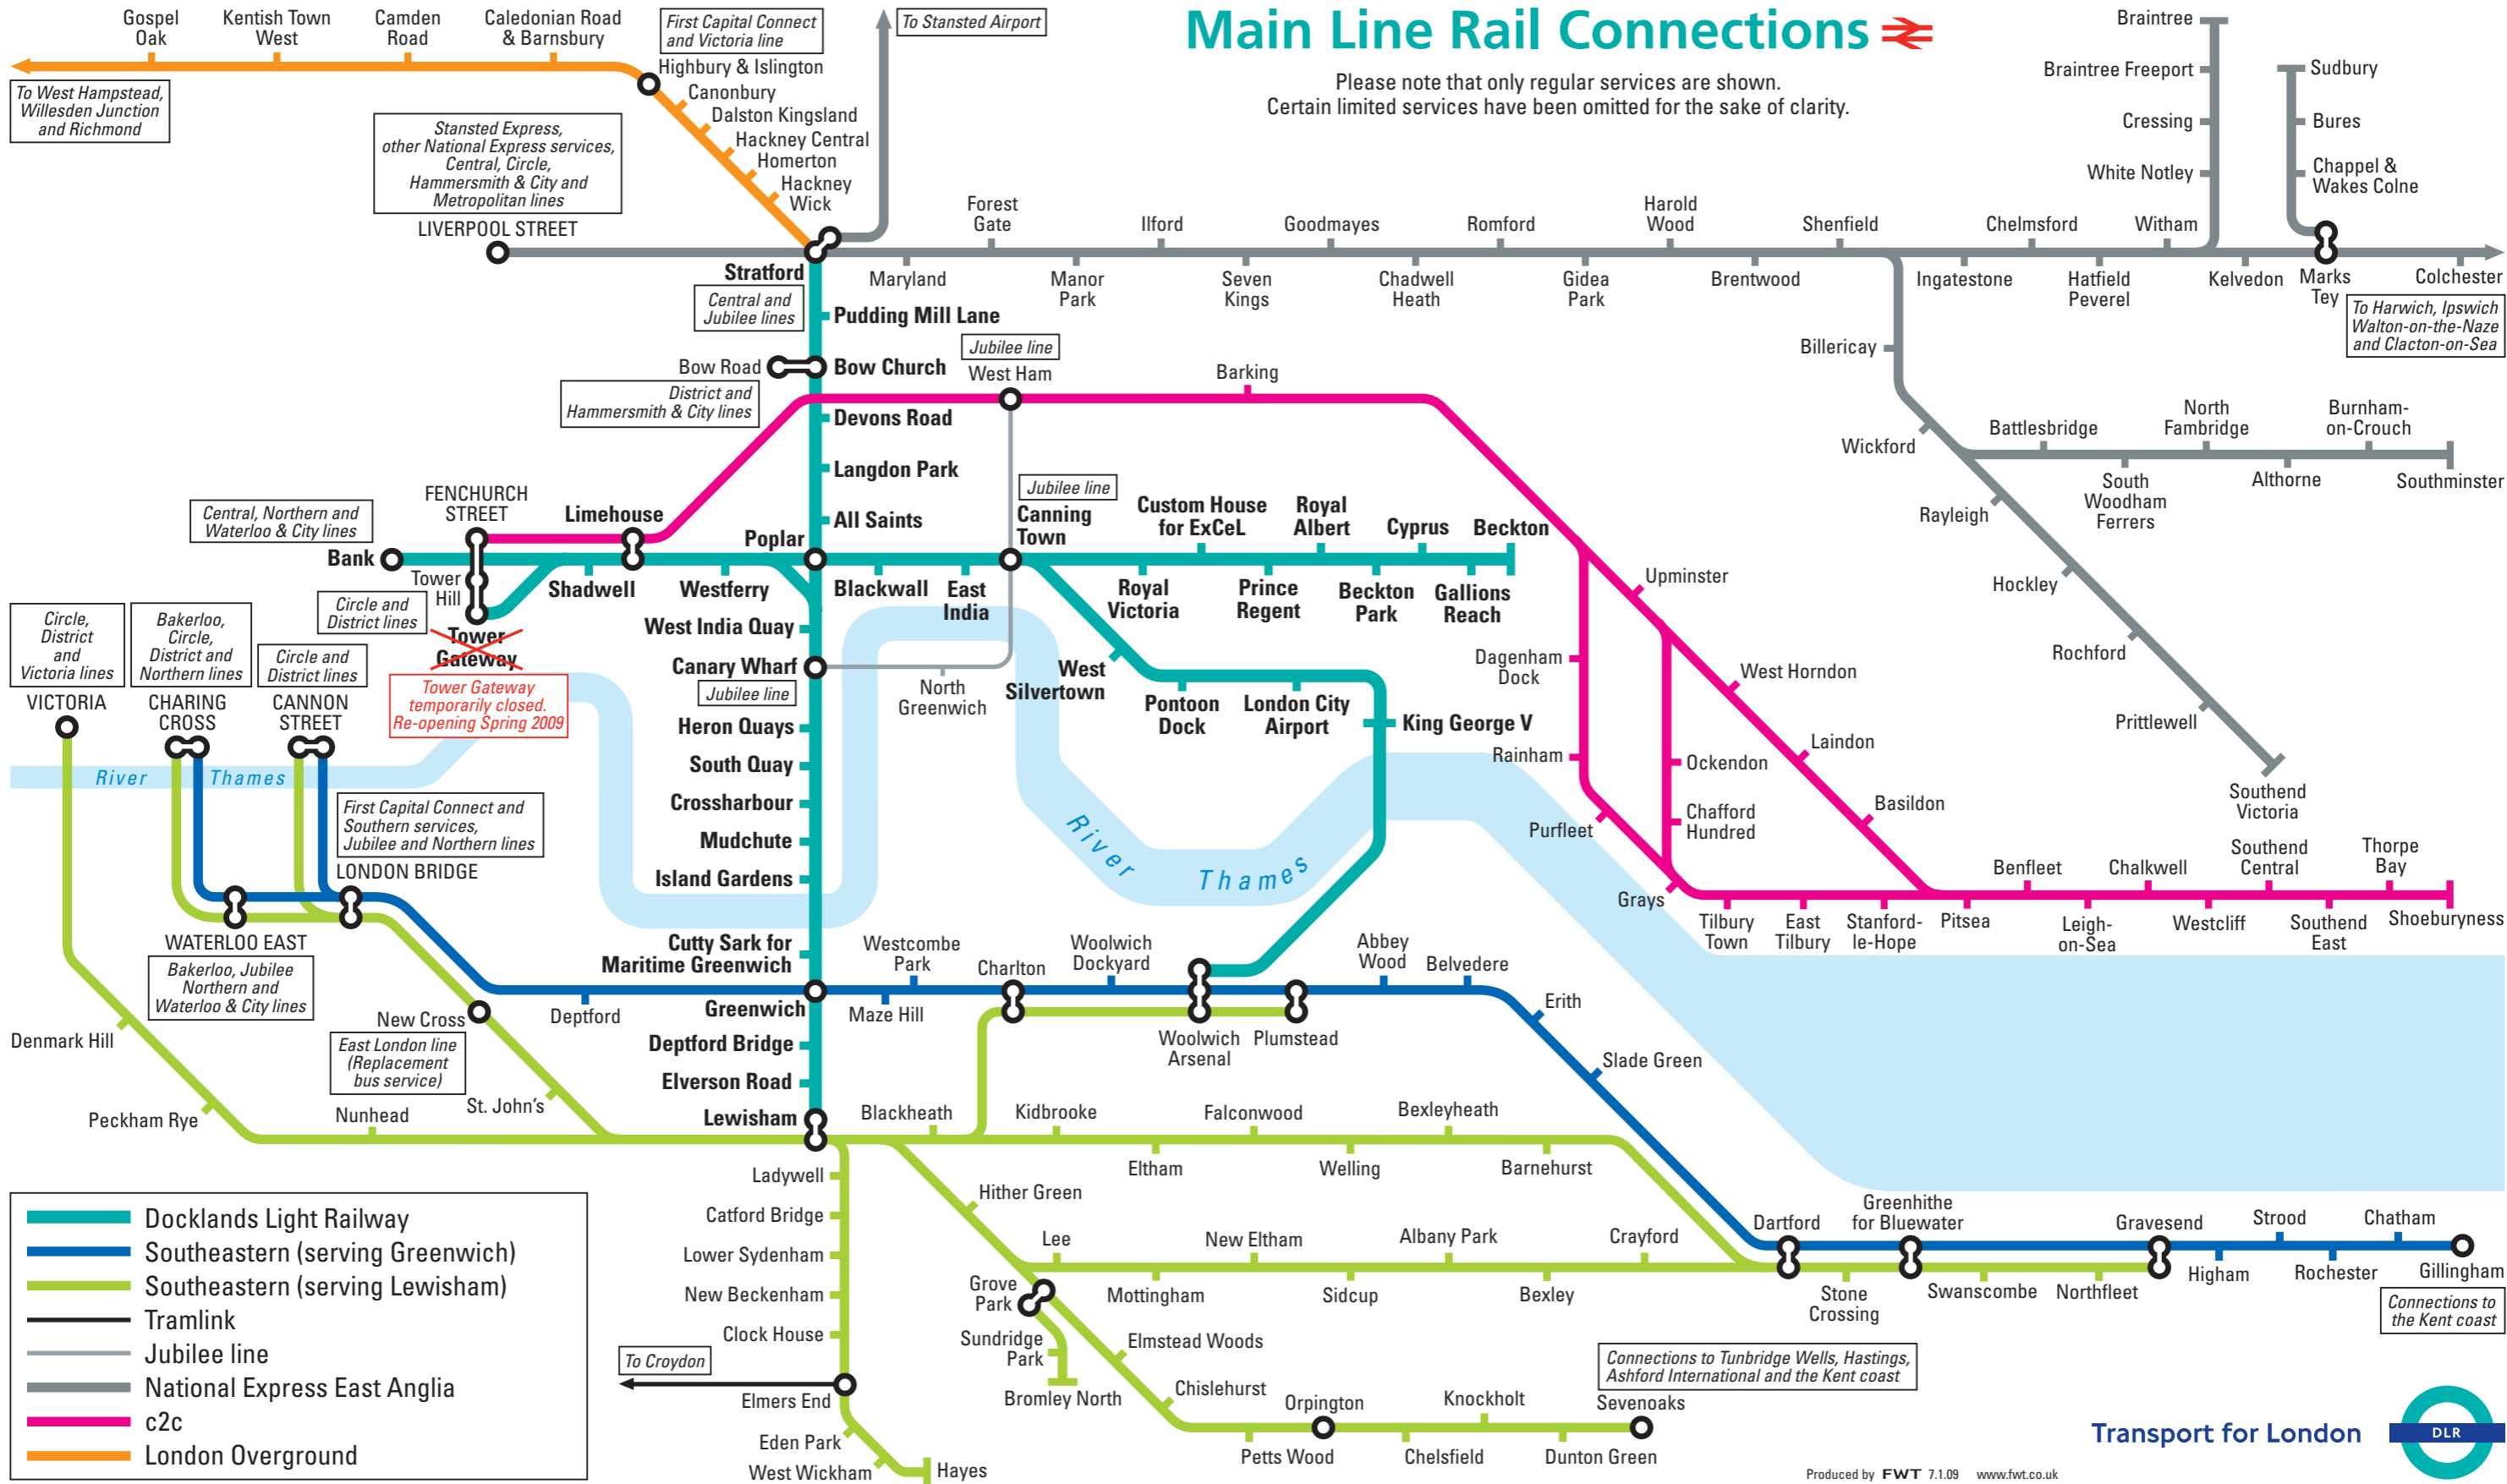 Main Line Rail Connections
Please note that only regular services are shown.
Certain limited services have been omitted for the sake of clarity.
Gospel
Oak
Kentish Town
West
Camden
Road
Caledonian Road
& Barnsbury
First Capital Connect
and Victoria line
Highbury & Islington
To Stansted Airport
To West Hampstead,
Willesden Junction
and Richmond
Canonbury
Dalston Kingsland
Hackney Central
Homerton
Hackney
Wick
Stansted Express,
other National Express services,
Central, Circle,
Hammersmith & City and
Metropolitan lines
LIVERPOOL STREET
Stratford
Central and
Jubilee lines
Maryland
Forest
Gate
Manor
Park
Ilford
Seven
Kings
Goodmayes
Chadwell
Heath
Romford
Gidea
Park
Harold
Wood
Brentwood
Shenfield
Ingatestone
Chelmsford
Hatfield
Peverel
Witham
Kelvedon
Marks
Tey
Colchester
To Harwich, Ipswich
Walton-on-the-Naze
and Clacton-on-Sea
Braintree
Braintree Freeport
Cressing
White Notley
Sudbury
Bures
Chappel &
Wakes Colne
Billericay
Wickford
Battlesbridge
South
Woodham
Ferrers
North
Fambridge
Althorne
Burnham-
on-Crouch
Southminster
Rayleigh
Hockley
Rochford
Prittlewell
Southend
Victoria
Pudding Mill Lane
Bow Road
Bow Church
District and
Hammersmith & City lines
Devons Road
Langdon Park
All Saints
Poplar
Jubilee line
West Ham
Barking
Jubilee line
Canning
Town
Central, Northern and
Waterloo & City lines
Bank
FENCHURCH
STREET
Limehouse
Tower
Hill
Circle and
District lines
Tower
Gateway
Tower Gateway
temporarily closed.
Re-opening Spring 2009
Shadwell
Westferry
Blackwall
East
India
Custom House
for ExCeL
Royal
Albert
Cyprus
Beckton
Royal
Victoria
Prince
Regent
Beckton
Park
Gallions
Reach
West India Quay
Canary Wharf
Jubilee line
North
Greenwich
West
Silvertown
Pontoon
Dock
London City
Airport
King George V
Heron Quays
South Quay
Crossharbour
Mudchute
Island Gardens
Cutty Sark for
Maritime Greenwich
Greenwich
Deptford Bridge
Elverson Road
Lewisham
Upminster
Dagenham
Dock
West Horndon
Rainham
Ockendon
Laindon
Purfleet
Chafford
Hundred
Basildon
Grays
Tilbury
Town
East
Tilbury
Stanford-
le-Hope
Pitsea
Benfleet
Leigh-
on-Sea
Chalkwell
Westcliff
Southend
Central
Southend
East
Thorpe
Bay
Shoeburyness
Circle,
District
and
Victoria lines
VICTORIA
Bakerloo,
Circle,
District and
Northern lines
CHARING
CROSS
Circle and
District lines
CANNON
STREET
River Thames
River Thames
First Capital Connect and
Southern services,
Jubilee and Northern lines
LONDON BRIDGE
WATERLOO EAST
Bakerloo, Jubilee
Northern and
Waterloo & City lines
New Cross
East London line
(Replacement
bus service)
Deptford
Maze Hill
Westcombe
Park
Charlton
Woolwich
Dockyard
Woolwich
Arsenal
Plumstead
Abbey
Wood
Belvedere
Erith
Slade Green
Denmark Hill
Peckham Rye
Nunhead
St. John's
Blackheath
Kidbrooke
Eltham
Falconwood
Welling
Bexleyheath
Barnehurst
Ladywell
Catford Bridge
Lower Sydenham
New Beckenham
Clock House
Elmers End
To Croydon
Eden Park
West Wickham
Hayes
Hither Green
Lee
Mottingham
New Eltham
Sidcup
Albany Park
Bexley
Crayford
Dartford
Stone
Crossing
Greenhithe
for Bluewater
Swanscombe
Northfleet
Gravesend
Higham
Strood
Rochester
Chatham
Gillingham
Connections to
the Kent coast
Grove
Park
Sundridge
Park
Bromley North
Elmstead Woods
Chislehurst
Petts Wood
Orpington
Chelsfield
Knockholt
Dunton Green
Sevenoaks
Connections to Tunbridge Wells, Hastings,
Ashford International and the Kent coast
Docklands Light Railway
Southeastern (serving Greenwich)
Southeastern (serving Lewisham)
Tramlink
Jubilee line
National Express East Anglia
c2c
London Overground
Transport for London
DLR
Produced by FWT 7.1.09 www.fwt.co.uk